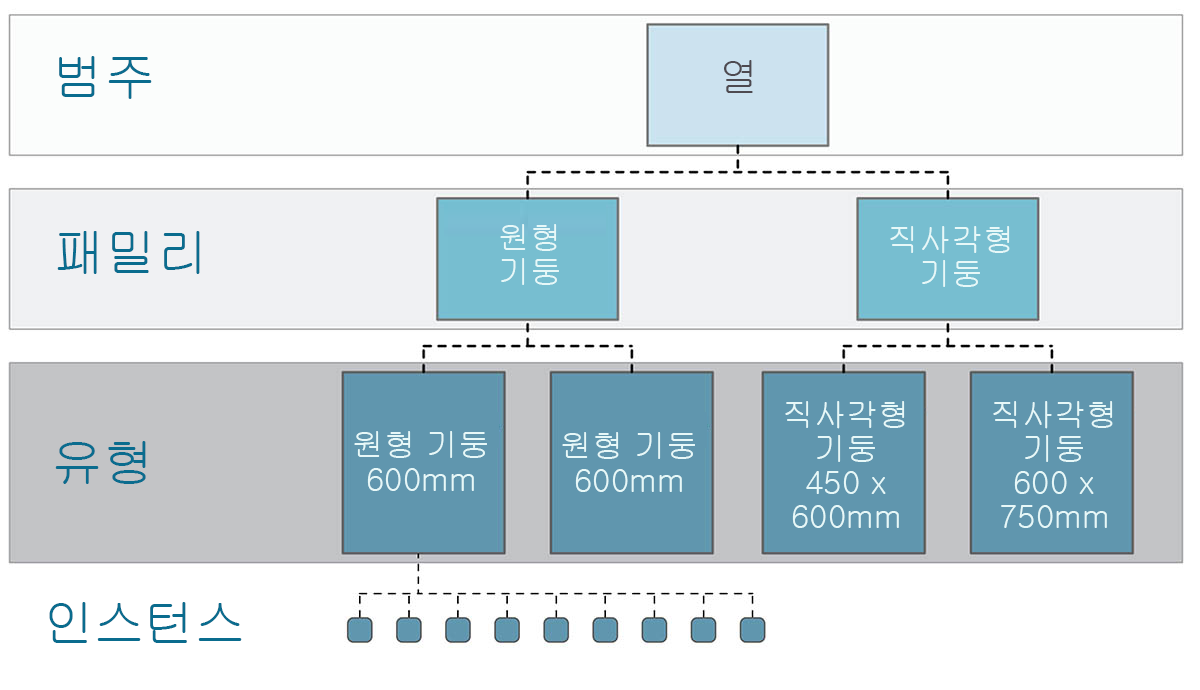 범주
열
패밀리
원형
기둥
직사각형
기둥
유형
원형 기둥
600mm
원형 기둥
600mm
직사각형
기둥
450 x
600mm
직사각형
기둥
600 x
750mm
인스턴스